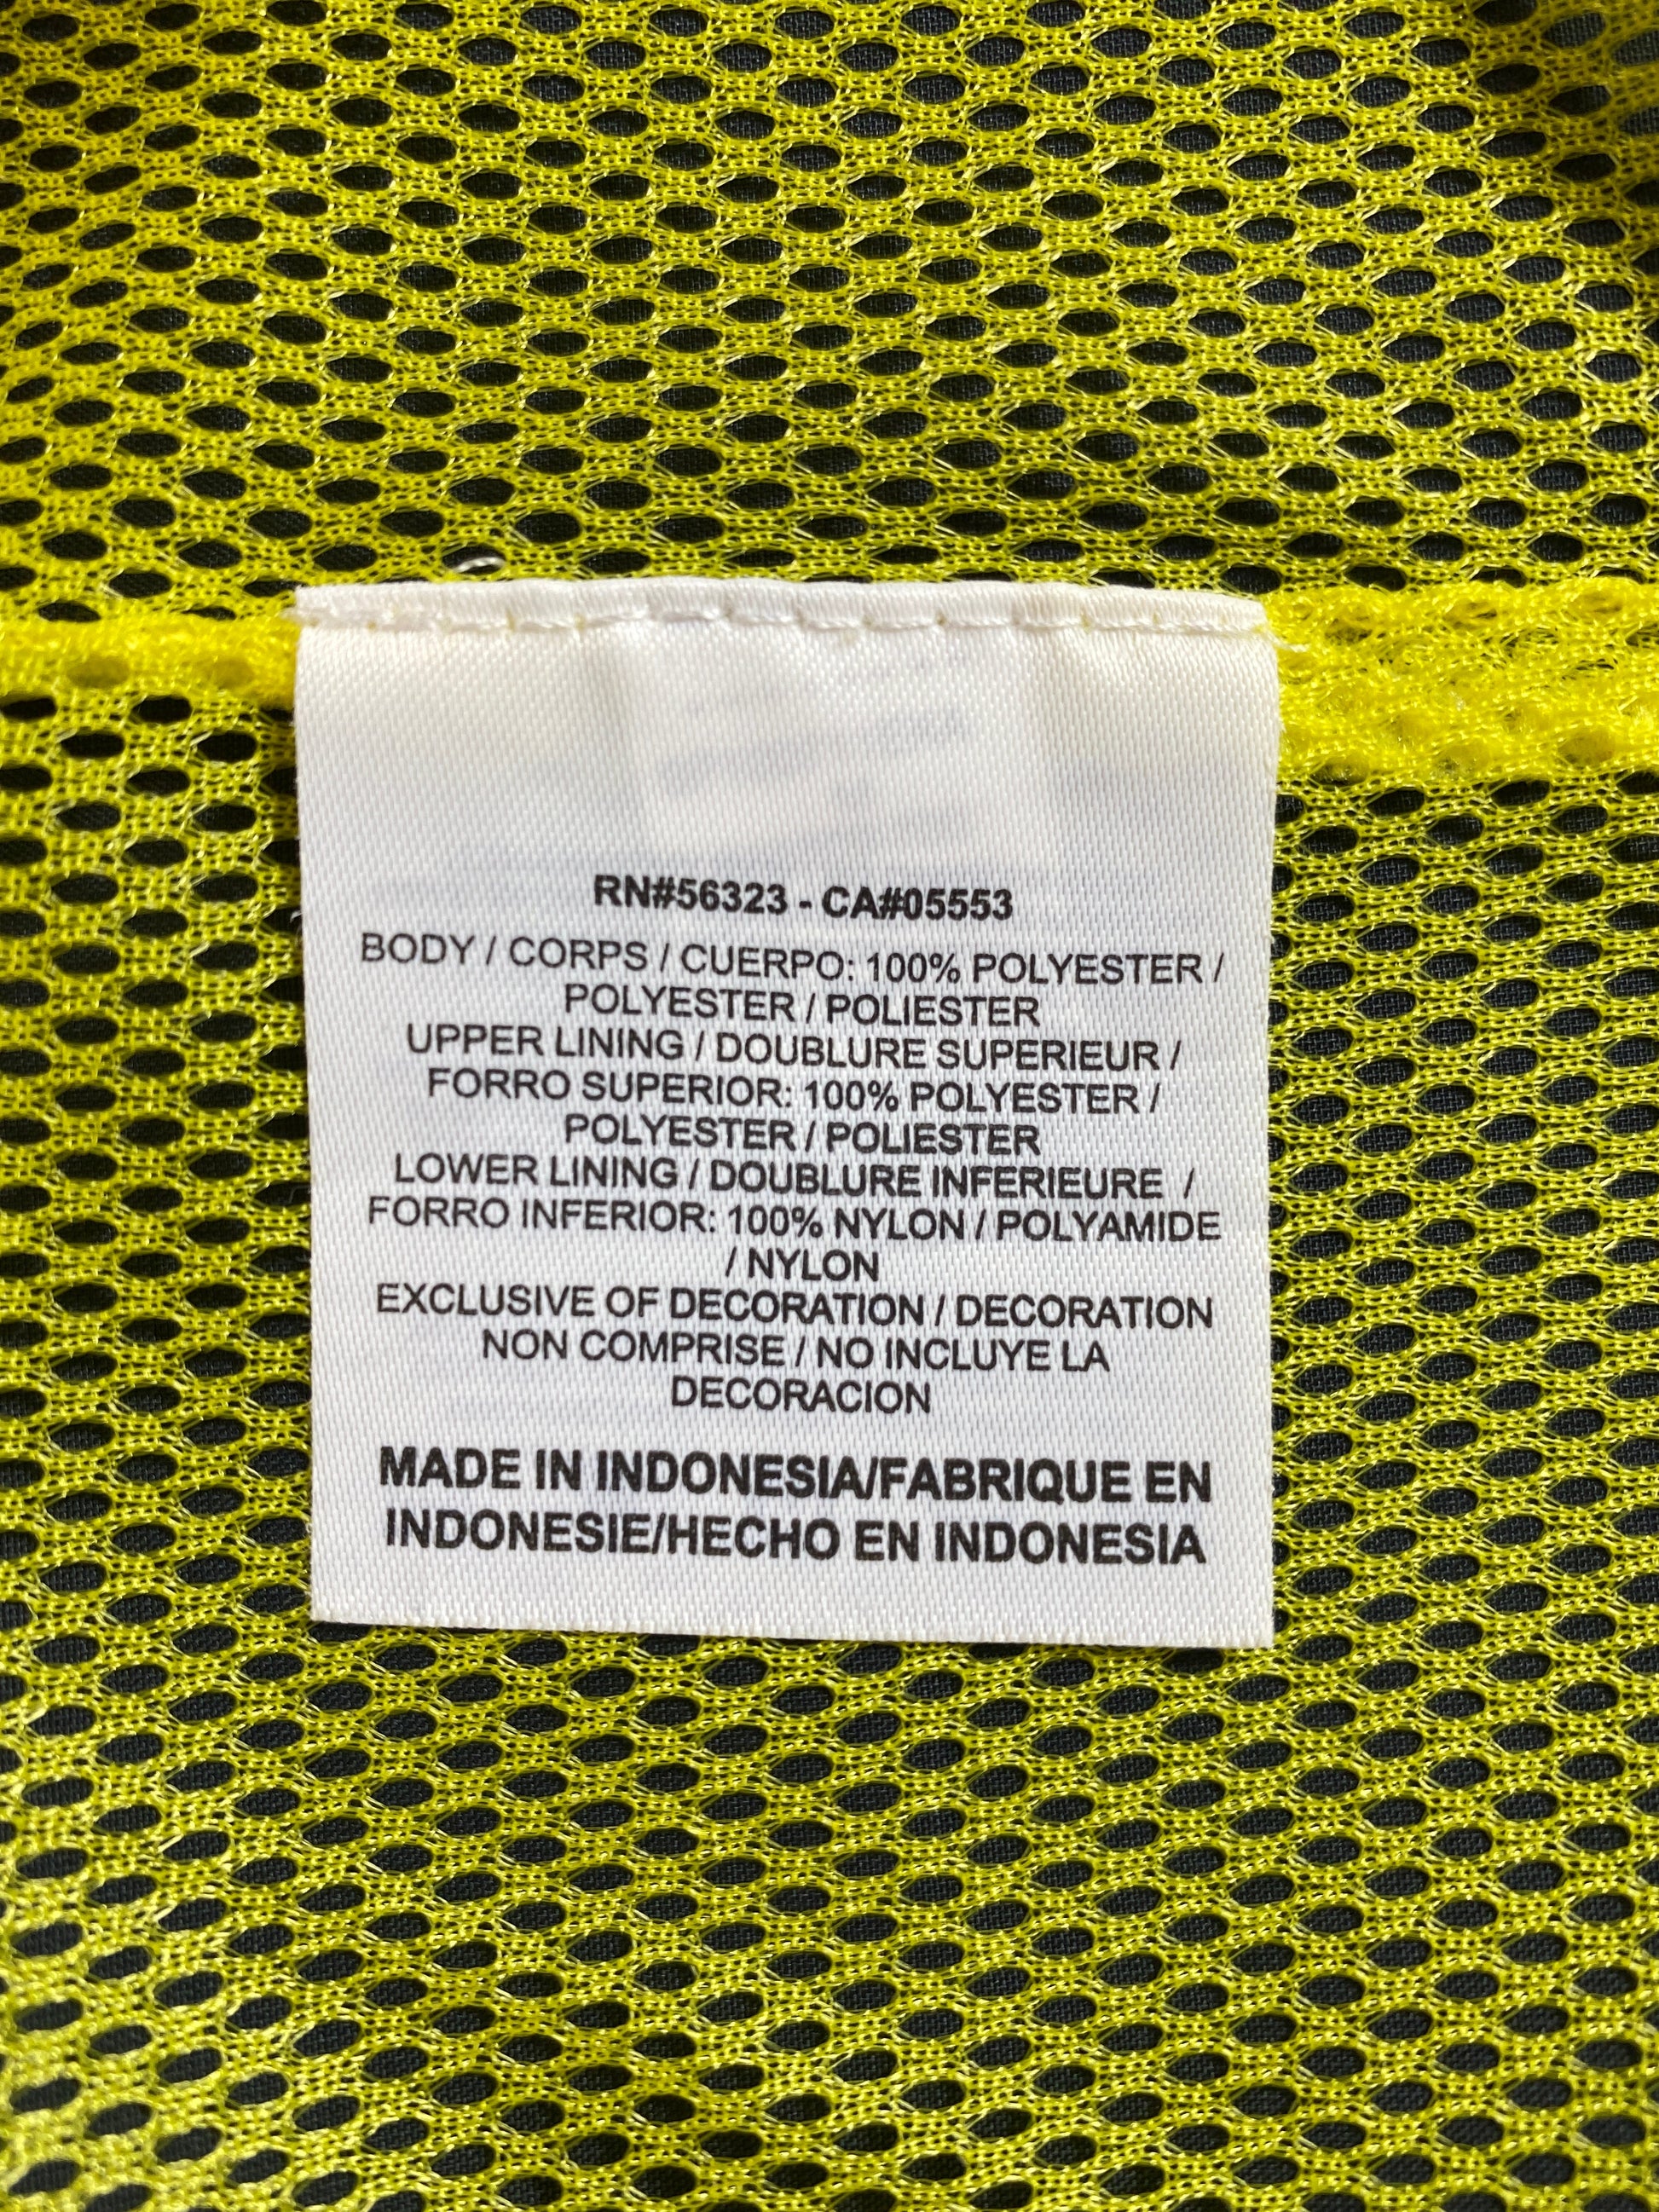 RN#56323 - CA#05553
BODY / CORPS / CUERPO: 100% POLYESTER /
POLYESTER / POLIESTER
UPPER LINING / DOUBLURE SUPERIEUR /
FORRO SUPERIOR: 100% POLYESTER /
POLYESTER / POLIESTER
LOWER LINING / DOUBLURE INFERIEURE /
FORRO INFERIOR: 100% NYLON / POLYAMIDE
/ NYLON
EXCLUSIVE OF DECORATION / DECORATION
NON COMPRISE / NO INCLUYE LA
DECORACION
MADE IN INDONESIA/FABRIQUE EN
INDONESIE/HECHO EN INDONESIA